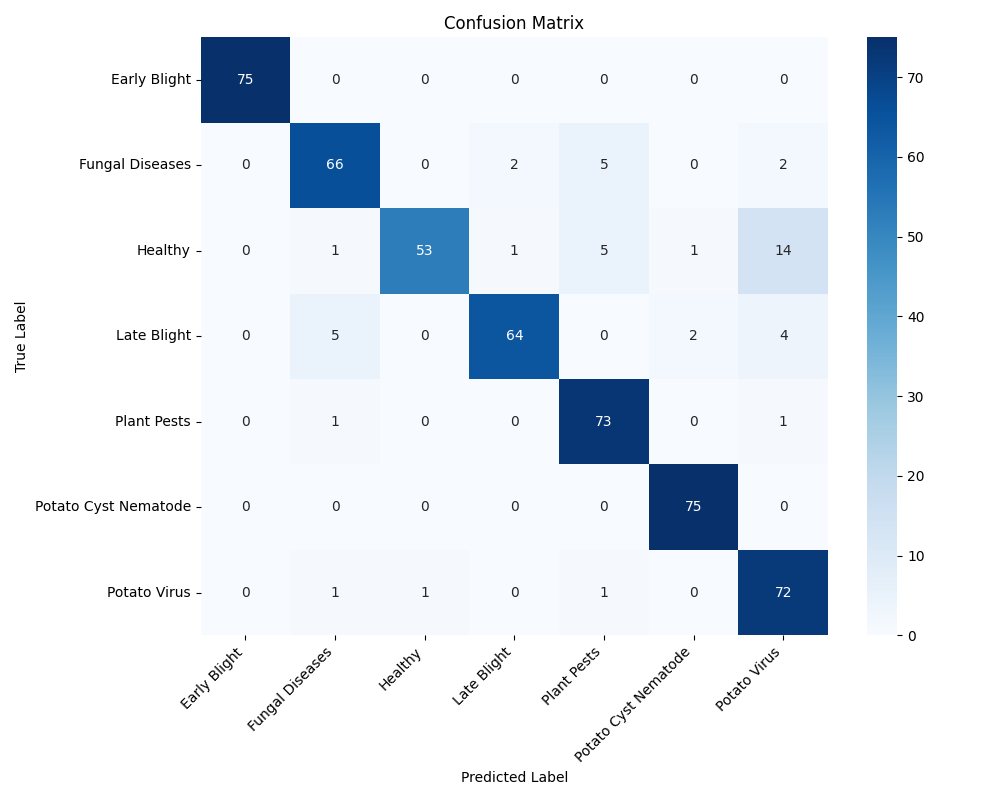 Confusion Matrix
Early Blight 75 0 0 0 0 0 0
Fungal Diseases 0 66 0 2 5 0 2
Healthy 0 1 53 1 5 1 14
Late Blight 0 5 0 64 0 2 4
Plant Pests 0 1 0 0 73 0 1
Potato Cyst Nematode 0 0 0 0 0 75 0
Potato Virus 0 1 1 0 1 0 72
True Label
Early Blight
Fungal Diseases
Healthy
Late Blight
Plant Pests
Potato Cyst Nematode
Potato Virus
Predicted Label
70
60
50
40
30
20
10
0